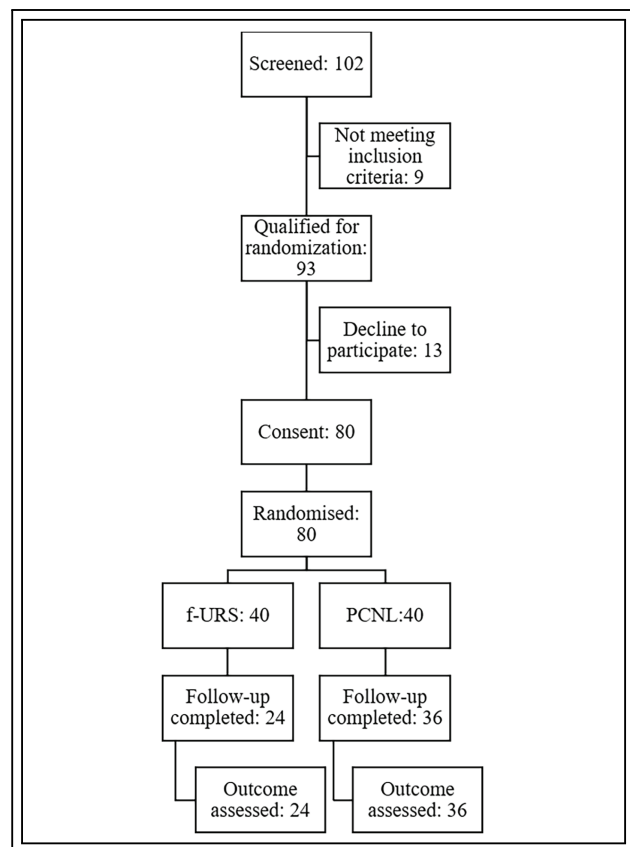 Screened: 102
Not meeting
inclusion
criteria: 9
Qualified for
randomization:
93
Decline to
participate: 13
Consent: 80
Randomised:
80
f-URS: 40
PCNL:40
Follow-up
completed: 24
Follow-up
completed: 36
Outcome
assessed: 24
Outcome
assessed: 36